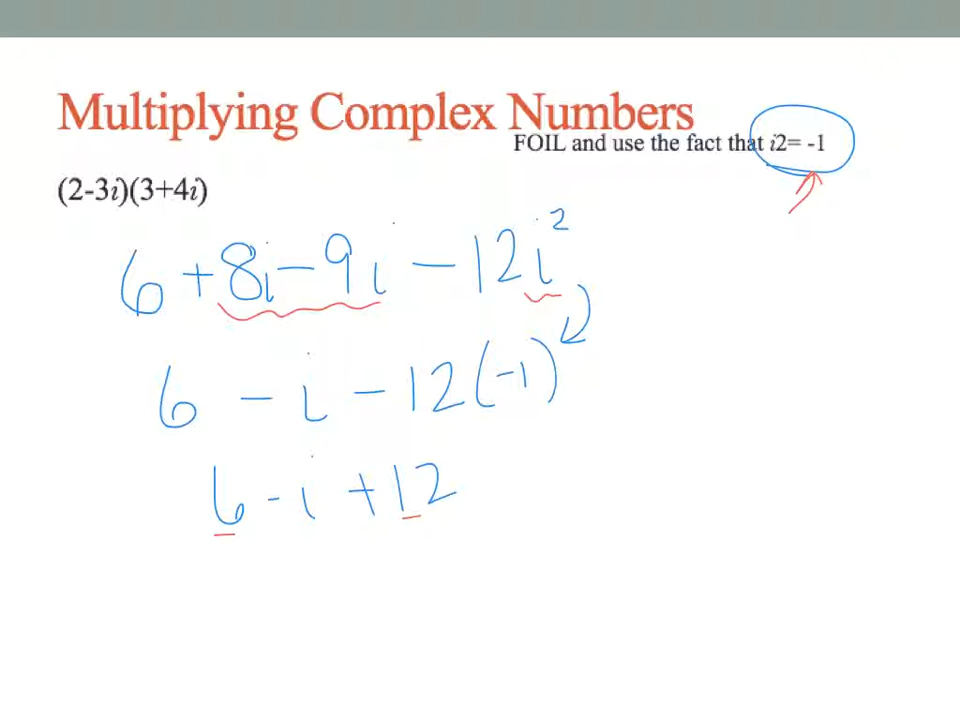 Multiplying Complex Numbers
FOIL and use the fact that i2= -1
(2-3i)(3+4i)
6 +8i -9i -12i²
6 -i -12(-1)
6 -i +12